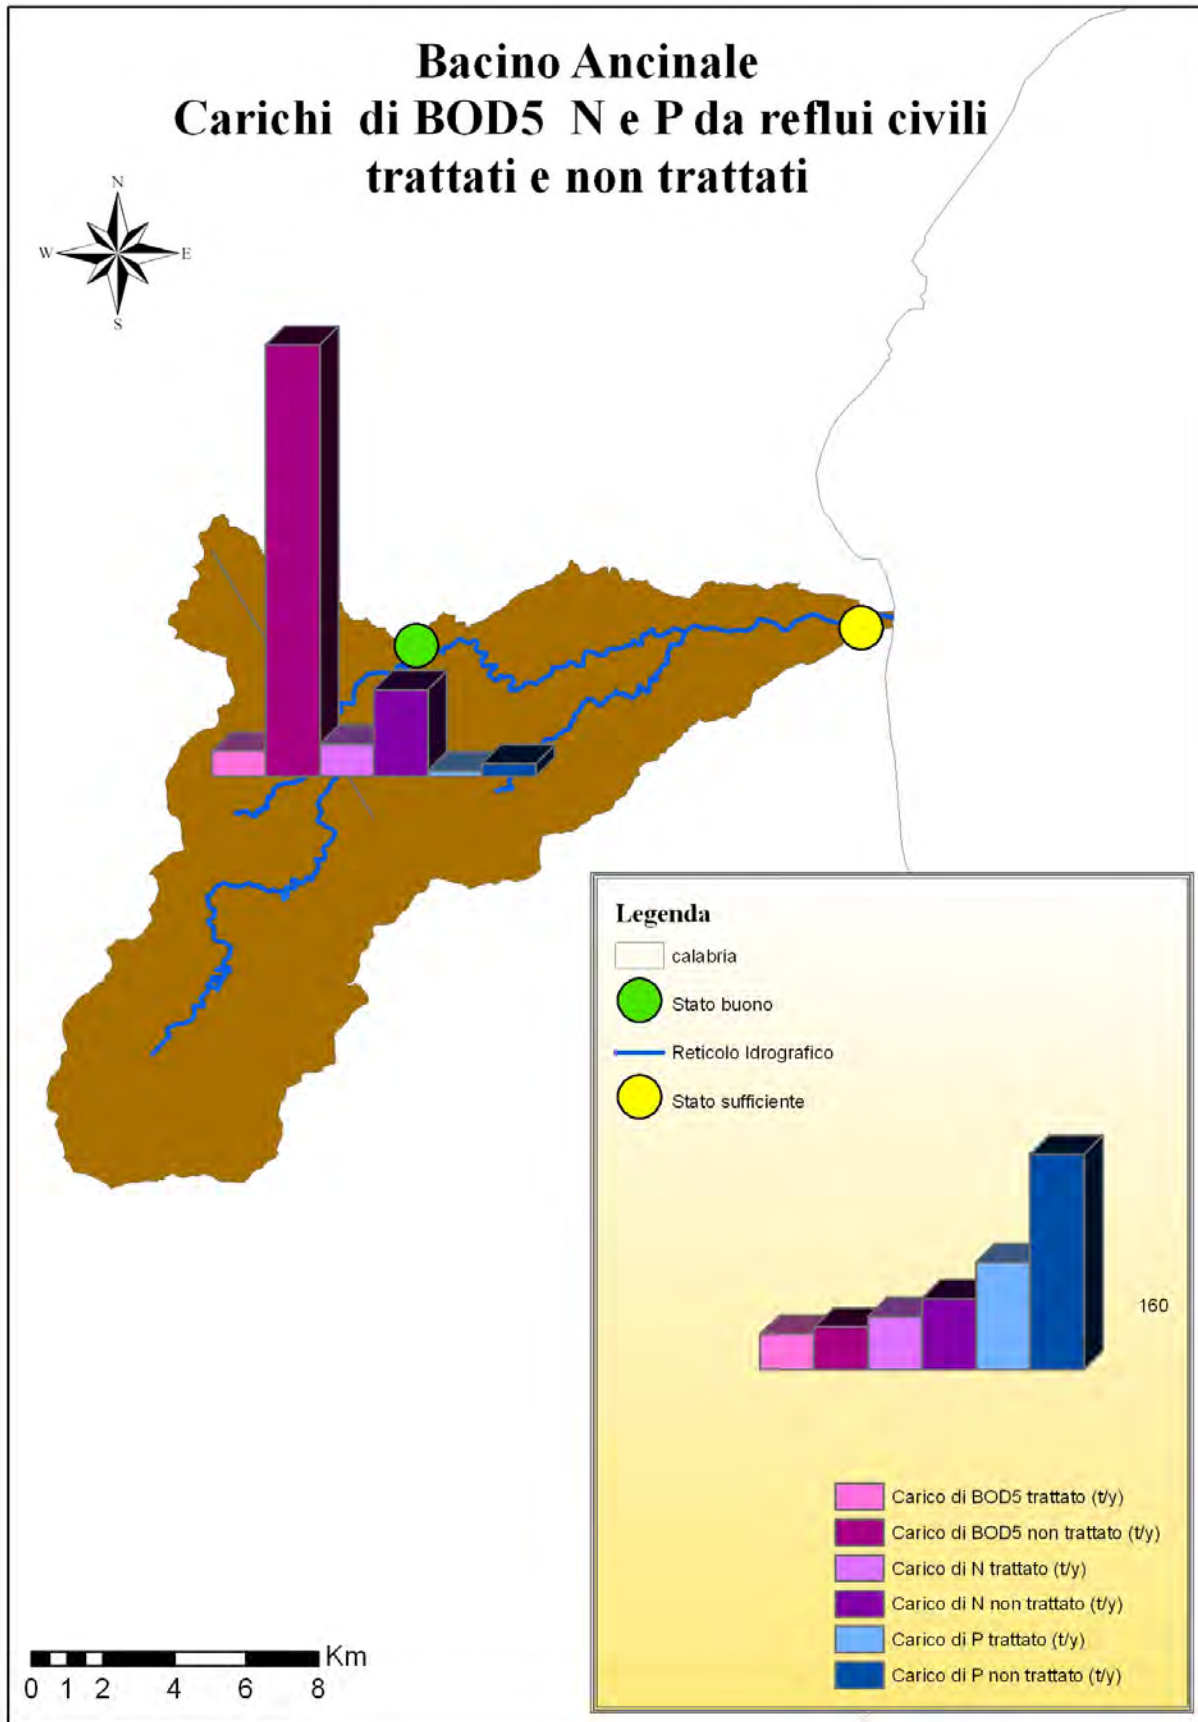 Bacino Ancinale
Carichi di BOD5 N e P da reflui civili
trattati e non trattati
N
W
E
S
Legenda
calabria
Stato buono
Reticolo Idrografico
Stato sufficiente
160
Carico di BOD5 trattato (t/y)
Carico di BOD5 non trattato (t/y)
Carico di N trattato (t/y)
Carico di N non trattato (t/y)
Carico di P trattato (t/y)
Carico di P non trattato (t/y)
Km
0 1 2 4 6 8